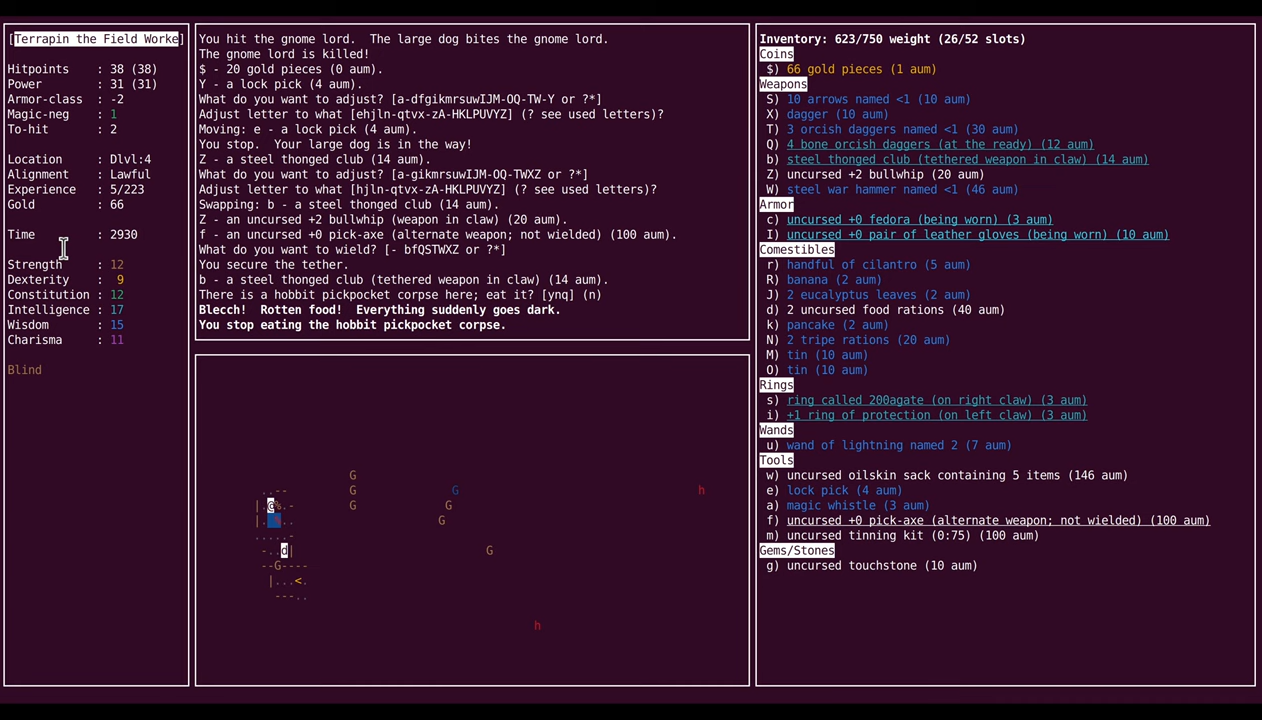 [Terrapin the Field Worke]
Hitpoints : 38 (38)
Power : 31 (31)
Armor-class : -2
Magic-neg : 1
To-hit : 2
Location : Dlvl:4
Alignment : Lawful
Experience : 5/223
Gold : 66
Time : 2930
Strength : 12
Dexterity : 9
Constitution : 12
Intelligence : 17
Wisdom : 15
Charisma : 11
Blind
You hit the gnome lord.  The large dog bites the gnome lord.
The gnome lord is killed!
$ - 20 gold pieces (0 aum).
Y - a lock pick (4 aum).
What do you want to adjust? [a-dfgikmrsuwIJM-OQ-TW-Y or ?*]
Adjust letter to what [ehjln-qtvx-zA-HKLPUVYZ] (? see used letters)?
Moving: e - a lock pick (4 aum).
You stop.  Your large dog is in the way!
Z - a steel thonged club (14 aum).
What do you want to adjust? [a-gikmrsuwIJM-OQ-TWXZ or ?*]
Adjust letter to what [hjln-qtvx-zA-HKLPUVYZ] (? see used letters)?
Swapping: b - a steel thonged club (14 aum).
Z - an uncursed +2 bullwhip (weapon in claw) (20 aum).
f - an uncursed +0 pick-axe (alternate weapon; not wielded) (100 aum).
What do you want to wield? [- bfQSTWXZ or ?*]
You secure the tether.
b - a steel thonged club (tethered weapon in claw) (14 aum).
There is a hobbit pickpocket corpse here; eat it? [ynq] (n)
Blecch!  Rotten food!  Everything suddenly goes dark.
You stop eating the hobbit pickpocket corpse.
G
..-- G G h
|.@%.- G G
|. %.. G
.....-
-..d| G
--G----
|...<.
---..
h
Inventory: 623/750 weight (26/52 slots)
Coins
$) 66 gold pieces (1 aum)
Weapons
S) 10 arrows named <1 (10 aum)
X) dagger (10 aum)
T) 3 orcish daggers named <1 (30 aum)
Q) 4 bone orcish daggers (at the ready) (12 aum)
b) steel thonged club (tethered weapon in claw) (14 aum)
Z) uncursed +2 bullwhip (20 aum)
W) steel war hammer named <1 (46 aum)
Armor
c) uncursed +0 fedora (being worn) (3 aum)
I) uncursed +0 pair of leather gloves (being worn) (10 aum)
Comestibles
r) handful of cilantro (5 aum)
R) banana (2 aum)
J) 2 eucalyptus leaves (2 aum)
d) 2 uncursed food rations (40 aum)
k) pancake (2 aum)
N) 2 tripe rations (20 aum)
M) tin (10 aum)
O) tin (10 aum)
Rings
s) ring called 200agate (on right claw) (3 aum)
i) +1 ring of protection (on left claw) (3 aum)
Wands
u) wand of lightning named 2 (7 aum)
Tools
w) uncursed oilskin sack containing 5 items (146 aum)
e) lock pick (4 aum)
a) magic whistle (3 aum)
f) uncursed +0 pick-axe (alternate weapon; not wielded) (100 aum)
m) uncursed tinning kit (0:75) (100 aum)
Gems/Stones
g) uncursed touchstone (10 aum)